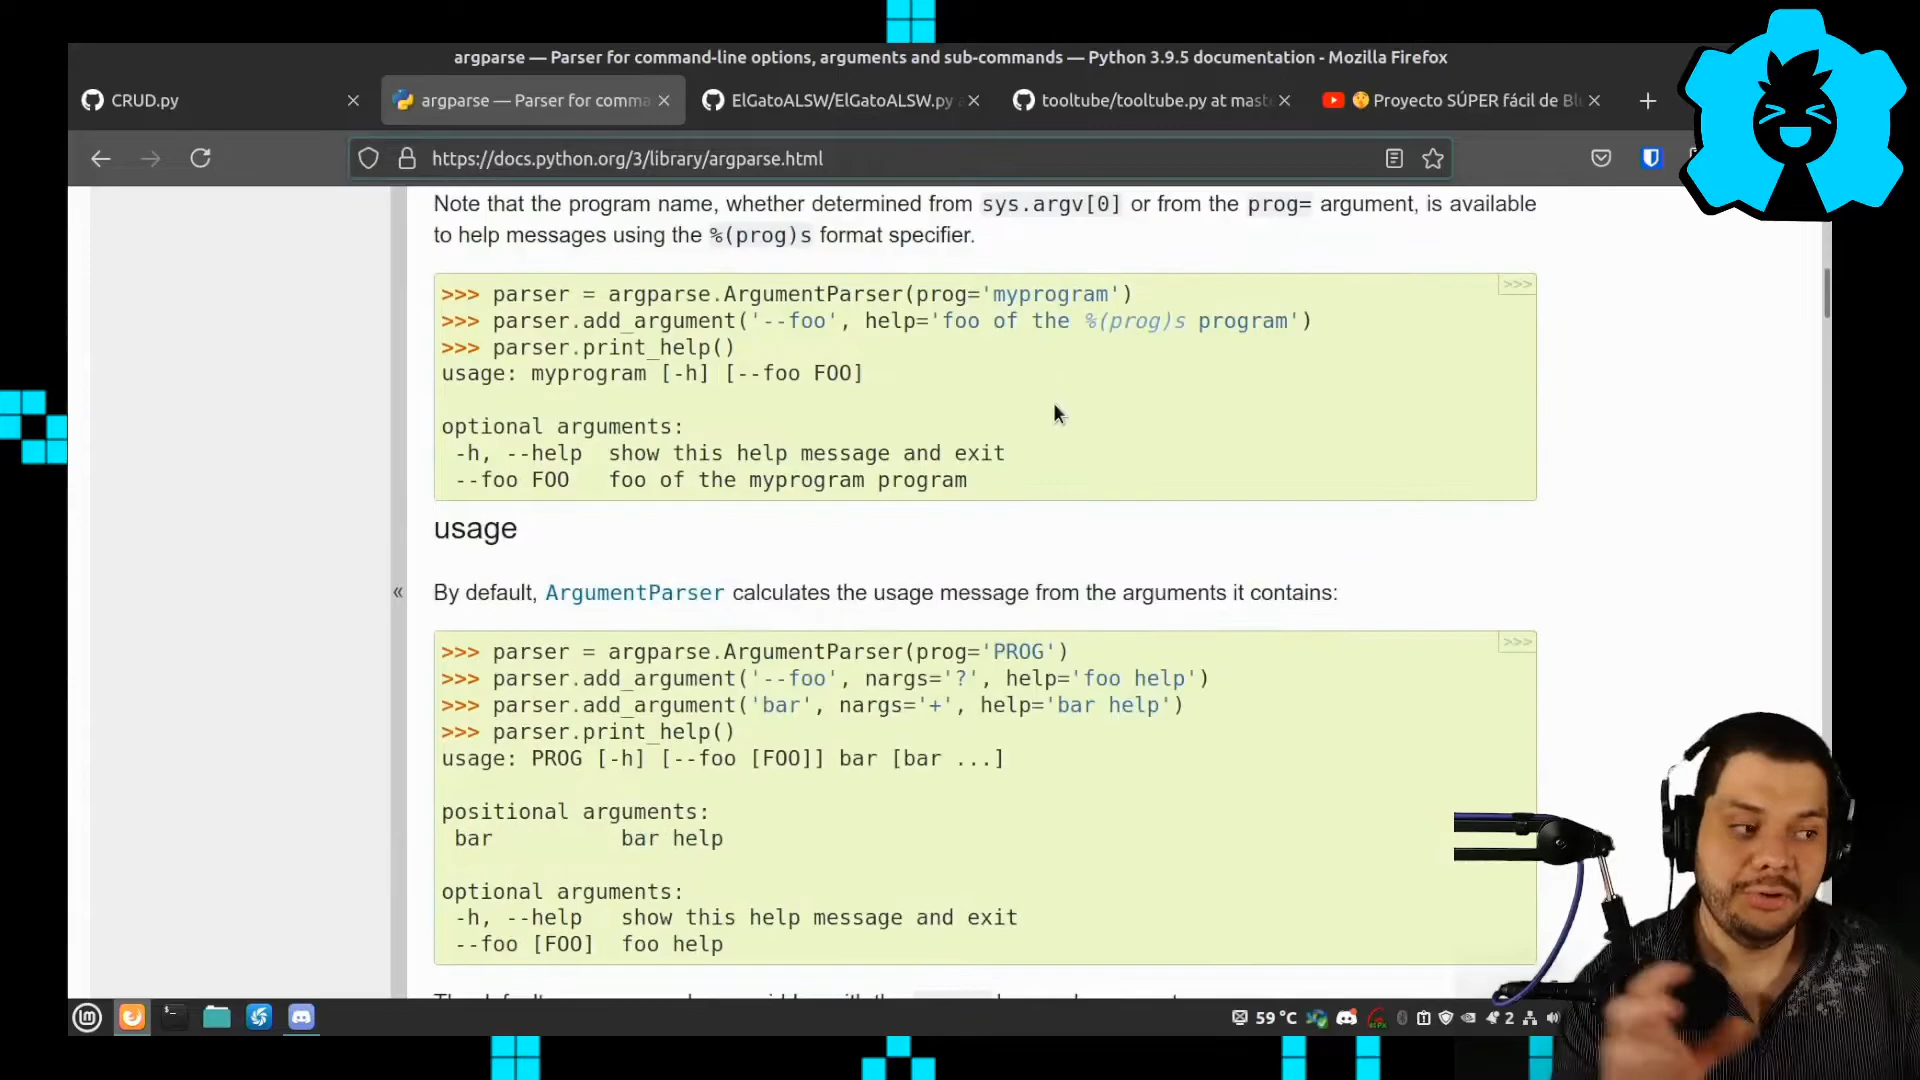 argparse — Parser for command-line options, arguments and sub-commands — Python 3.9.5 documentation - Mozilla Firefox
CRUD.py
argparse — Parser for comma
ElGatoALSW/ElGatoALSW.py
tooltube/tooltube.py at mast
Proyecto SÚPER fácil de Bl
https://docs.python.org/3/library/argparse.html
Note that the program name, whether determined from sys.argv[0] or from the prog= argument, is available
to help messages using the %(prog)s format specifier.
>>>
>>> parser = argparse.ArgumentParser(prog='myprogram')
>>> parser.add_argument('--foo', help='foo of the %(prog)s program')
>>> parser.print_help()
usage: myprogram [-h] [--foo FOO]
optional arguments:
-h, --help  show this help message and exit
--foo FOO   foo of the myprogram program
usage
«
By default, ArgumentParser calculates the usage message from the arguments it contains:
>>>
>>> parser = argparse.ArgumentParser(prog='PROG')
>>> parser.add_argument('--foo', nargs='?', help='foo help')
>>> parser.add_argument('bar', nargs='+', help='bar help')
>>> parser.print_help()
usage: PROG [-h] [--foo [FOO]] bar [bar ...]
positional arguments:
bar          bar help
optional arguments:
-h, --help   show this help message and exit
--foo [FOO]  foo help
59 °C
2